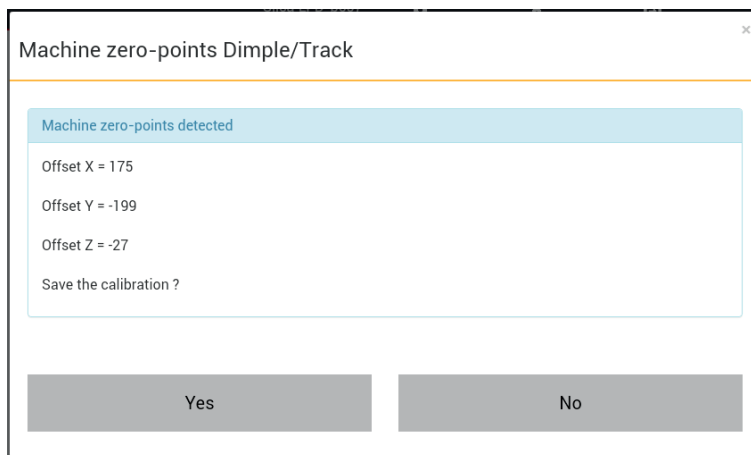 ×
Machine zero-points Dimple/Track
Machine zero-points detected
Offset X = 175
Offset Y = -199
Offset Z = -27
Save the calibration ?
Yes
No